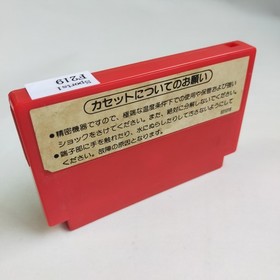 Sports1
F219
カセットについてのお願い
●精密機器ですので、極端な温度条件下での使用や保管および強い
ショックをさけてください。また、絶対に分解しないでください。
●端子部に手を触れたり、水にぬらしたりして汚さないようにして
ください。故障の原因となります。